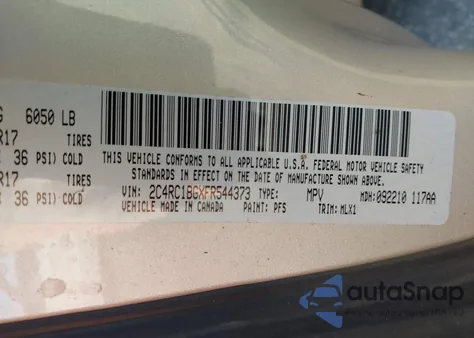 G 6050 LB
R17 TIRES
36 PSI) COLD
R17 TIRES
36 PSI) COLD
THIS VEHICLE CONFORMS TO ALL APPLICABLE U.S.A. FEDERAL MOTOR VEHICLE SAFETY
STANDARDS IN EFFECT ON THE DATE OF MANUFACTURE SHOWN ABOVE.
VIN: 2C4RC1BGXFR544373 TYPE: MPV MDH: 092210 117AA
VEHICLE MADE IN CANADA PAINT: PFS TRIM: MLX1
autoSnap